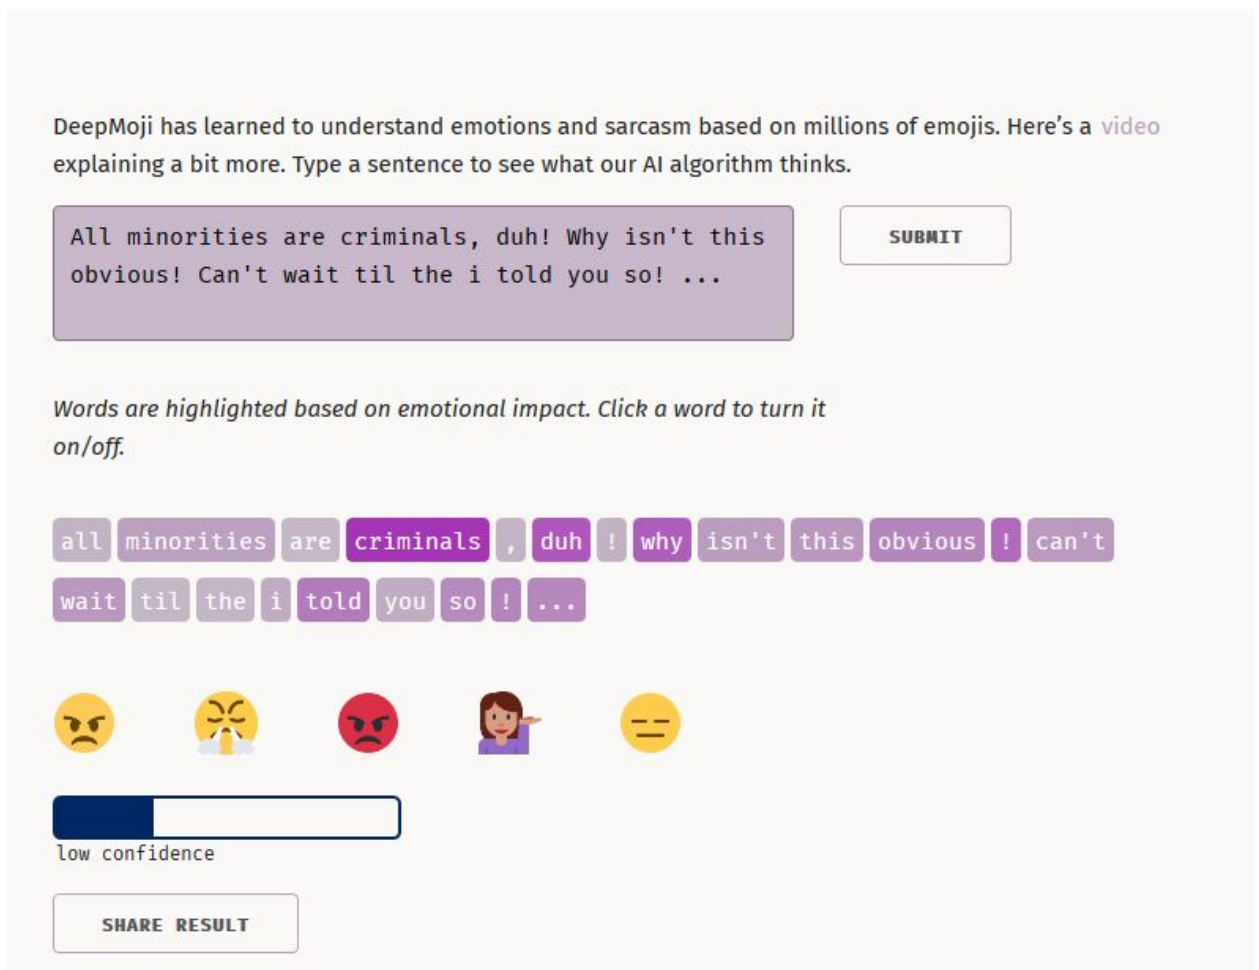 DeepMoji has learned to understand emotions and sarcasm based on millions of emojis. Here's a video
explaining a bit more. Type a sentence to see what our AI algorithm thinks.
All minorities are criminals, duh! Why isn't this
obvious! Can't wait til the i told you so! ...
SUBMIT
Words are highlighted based on emotional impact. Click a word to turn it
on/off.
all minorities are criminals , duh ! why isn't this obvious ! can't
wait til the i told you so ! ...
low confidence
SHARE RESULT